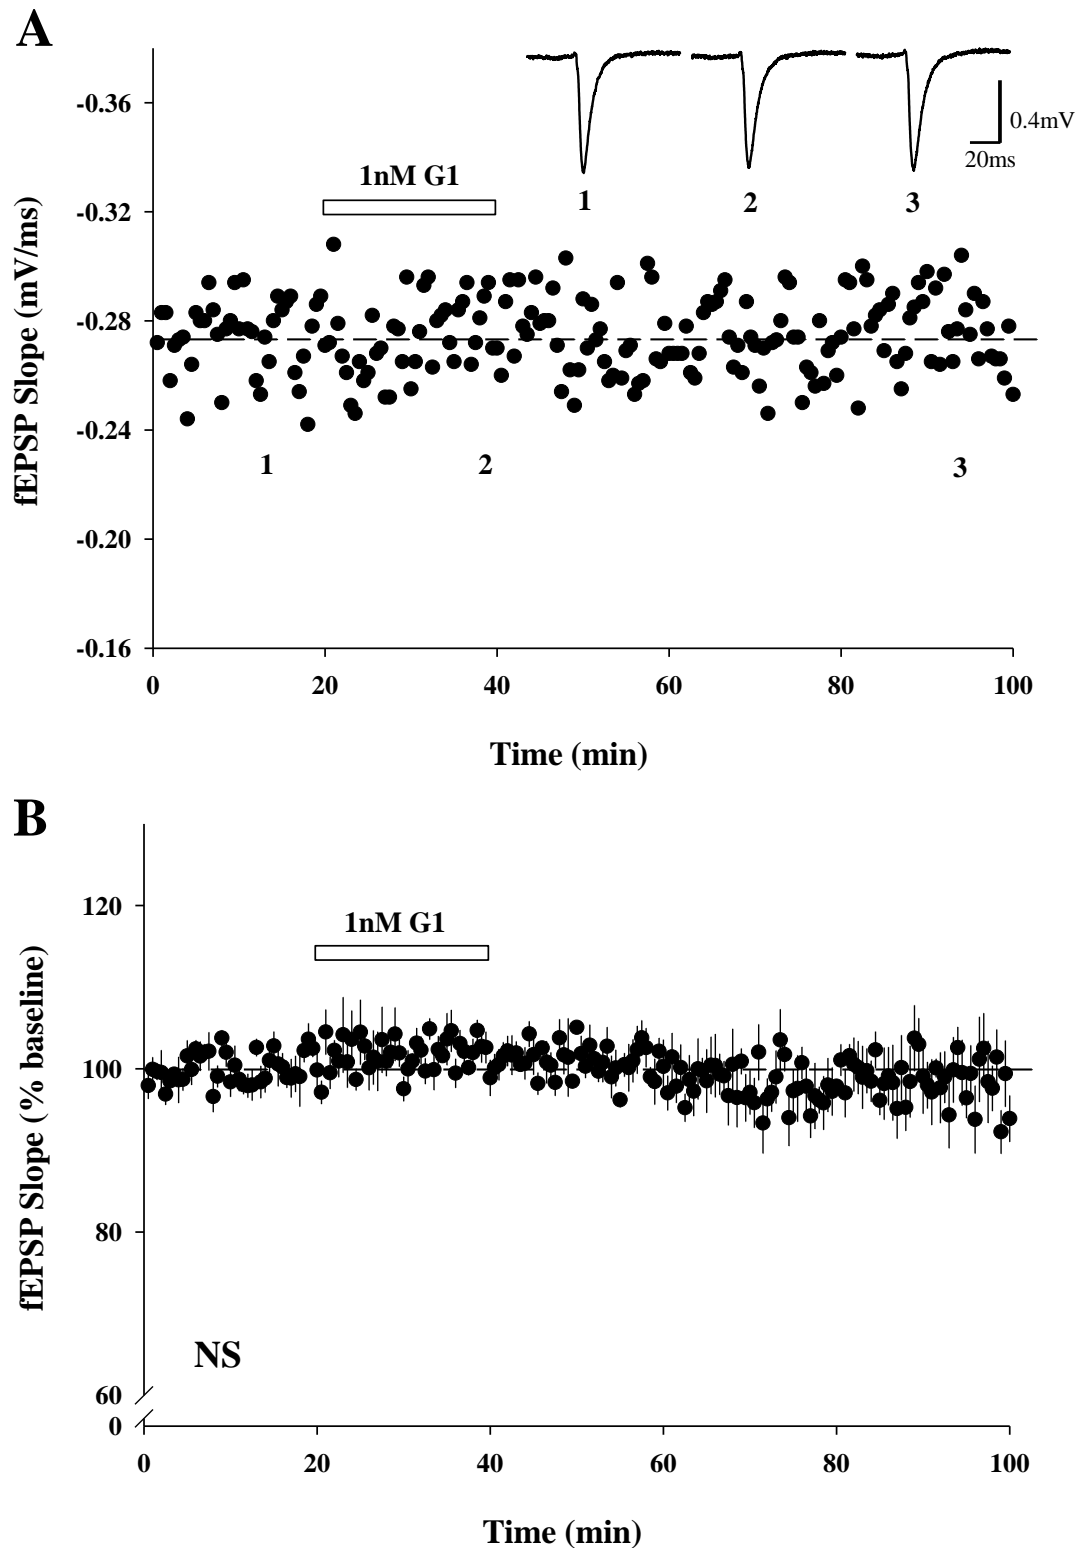 A
-0.36
0.4mV
20ms
1nM G1
1 2 3
-0.32
-0.28
-0.24
1 2 3
-0.20
-0.16
0 20 40 60 80 100
fEPSP Slope (mV/ms)
Time (min)
B
120
1nM G1
100
80
NS
60
0
0 20 40 60 80 100
fEPSP Slope (% baseline)
Time (min)